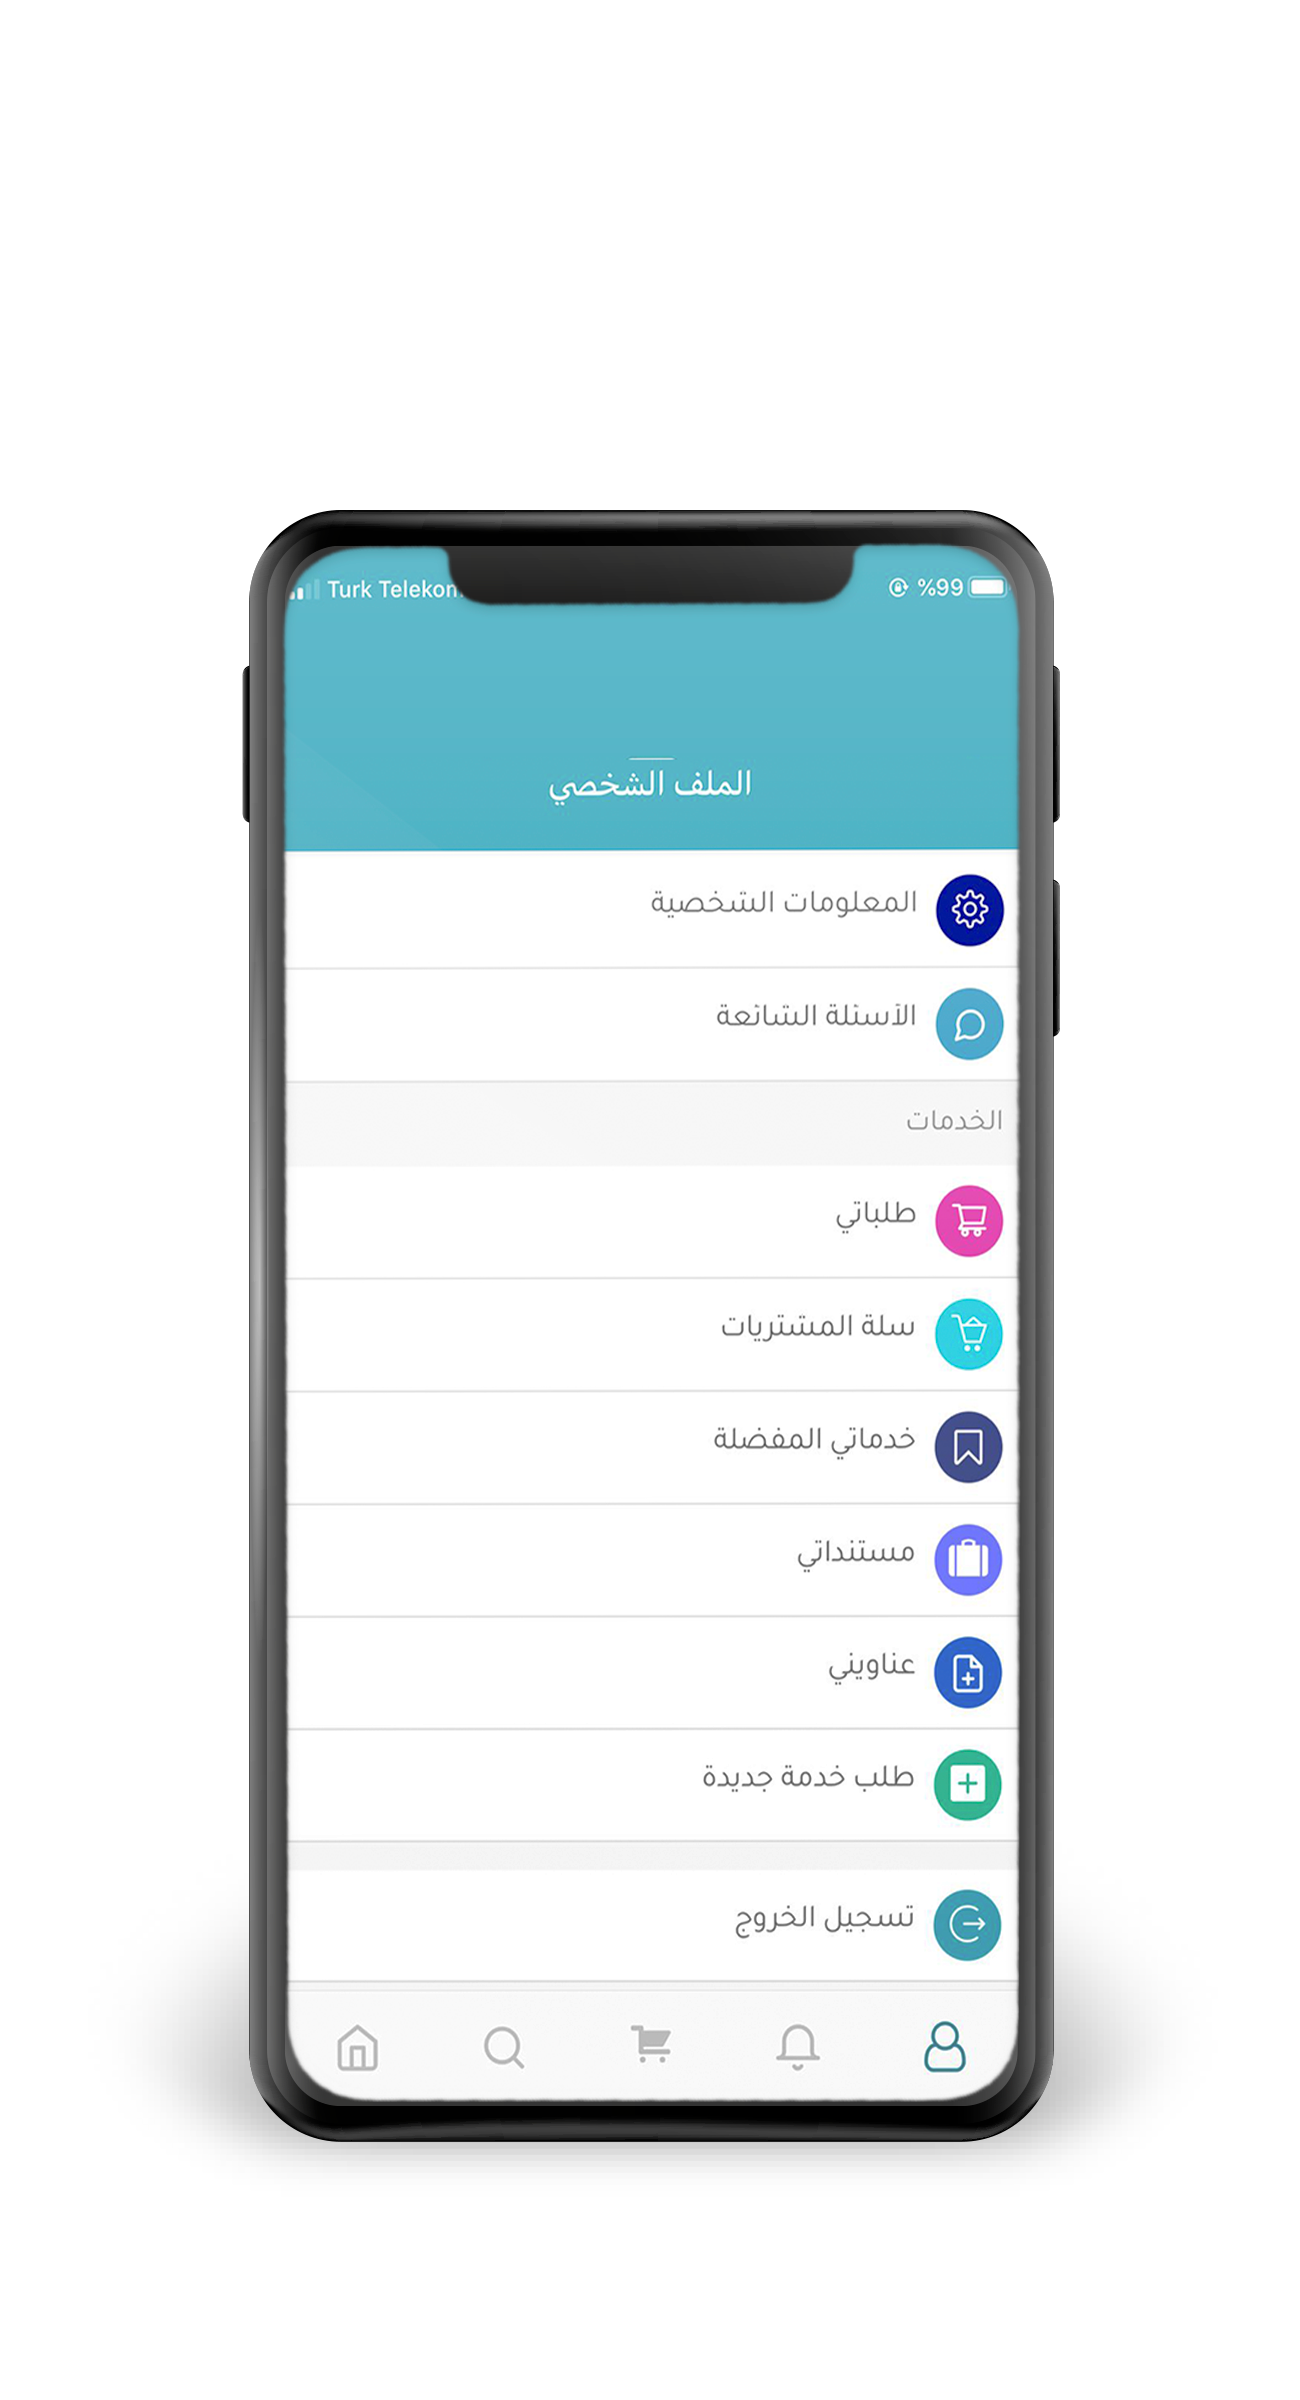 Turk Telekom %99
الملف الشخصي
المعلومات الشخصية
الأسئلة الشائعة
الخدمات
طلباتي
سلة المشتريات
خدماتي المفضلة
مستنداتي
عناويني
طلب خدمة جديدة
تسجيل الخروج